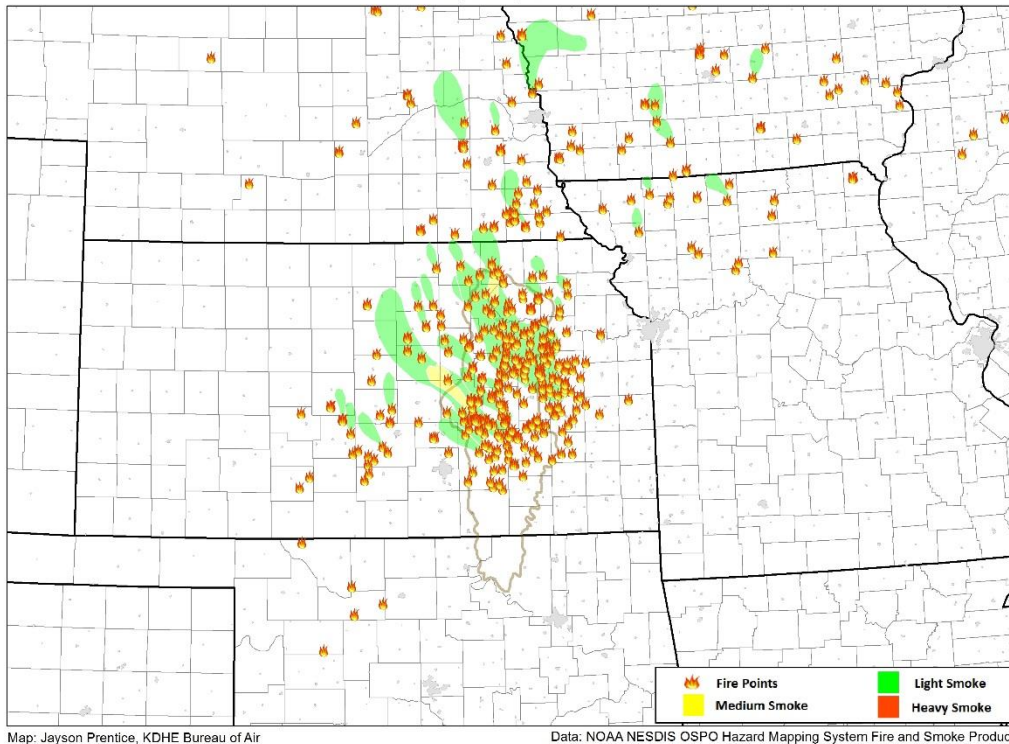 Fire Points
Light Smoke
Medium Smoke
Heavy Smoke
Map: Jayson Prentice, KDHE Bureau of Air
Data: NOAA NESDIS OSPO Hazard Mapping System Fire and Smoke Produc